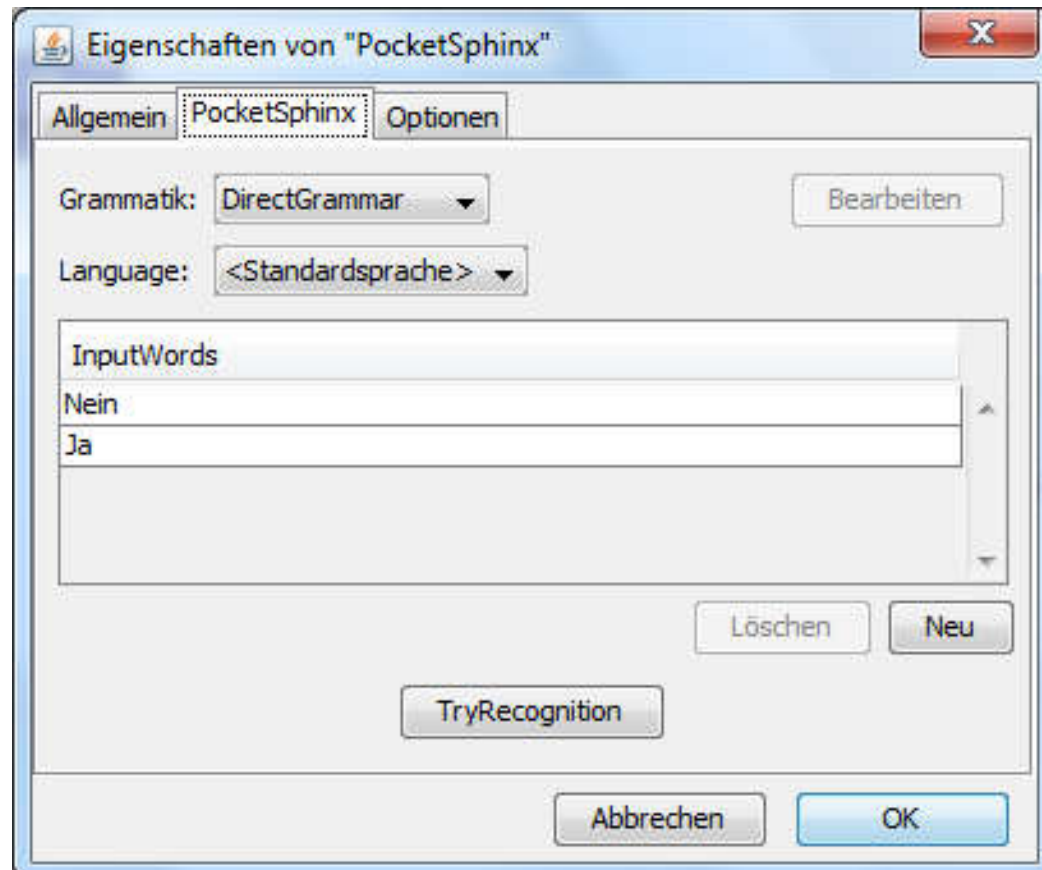 Eigenschaften von "PocketSphinx"
Allgemein PocketSphinx Optionen
Grammatik: DirectGrammar Bearbeiten
Language: <Standardsprache>
InputWords
Nein
Ja
Löschen Neu
TryRecognition
Abbrechen OK